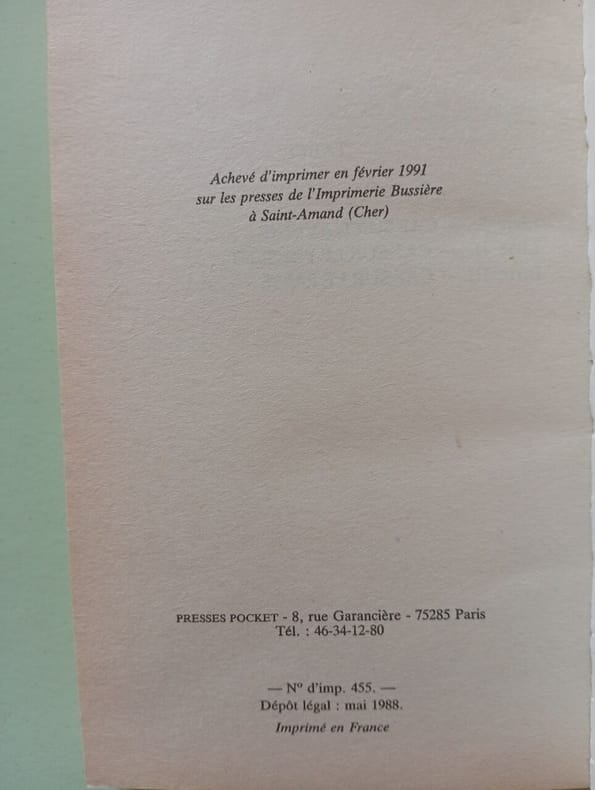 Achevé d'imprimer en février 1991
sur les presses de l'Imprimerie Bussière
à Saint-Amand (Cher)
PRESSES POCKET - 8, rue Garancière - 75285 Paris
Tél. : 46-34-12-80
— Nº d'imp. 455. —
Dépôt légal : mai 1988.
Imprimé en France